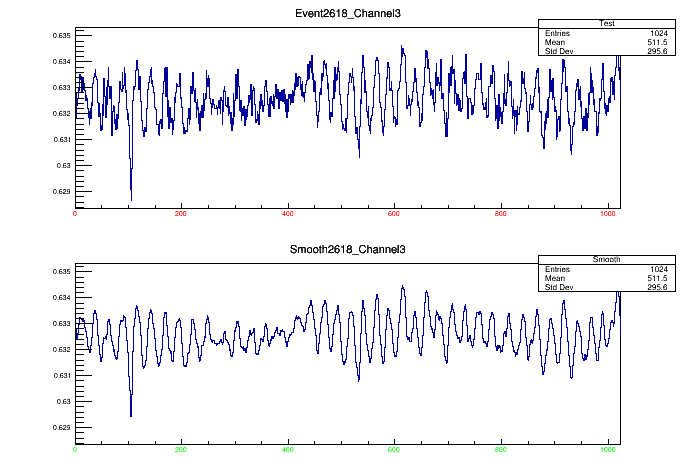 Event2618_Channel3
Test
Entries 1024
Mean 511.5
Std Dev 295.6
0.635
0.634
0.633
0.632
0.631
0.63
0.629
0 200 400 600 800 1000
Smooth2618_Channel3
Smooth
Entries 1024
Mean 511.5
Std Dev 295.6
0.635
0.634
0.633
0.632
0.631
0.63
0.629
0 200 400 600 800 1000